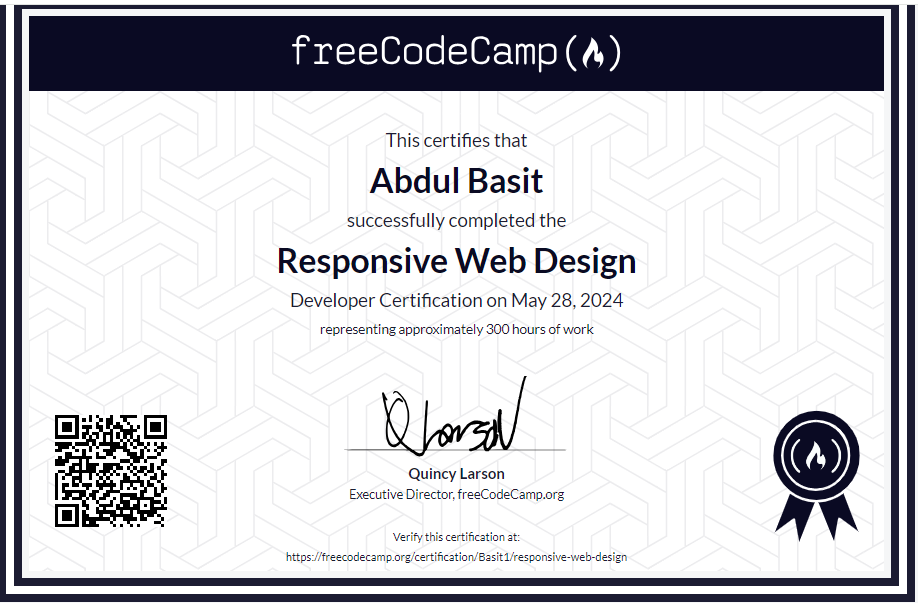 freeCodeCamp
This certifies that
Abdul Basit
successfully completed the
Responsive Web Design
Developer Certification on May 28, 2024
representing approximately 300 hours of work
QLarson
Quincy Larson
Executive Director, freeCodeCamp.org
Verify this certification at:
https://freecodecamp.org/certification/Basit1/responsive-web-design